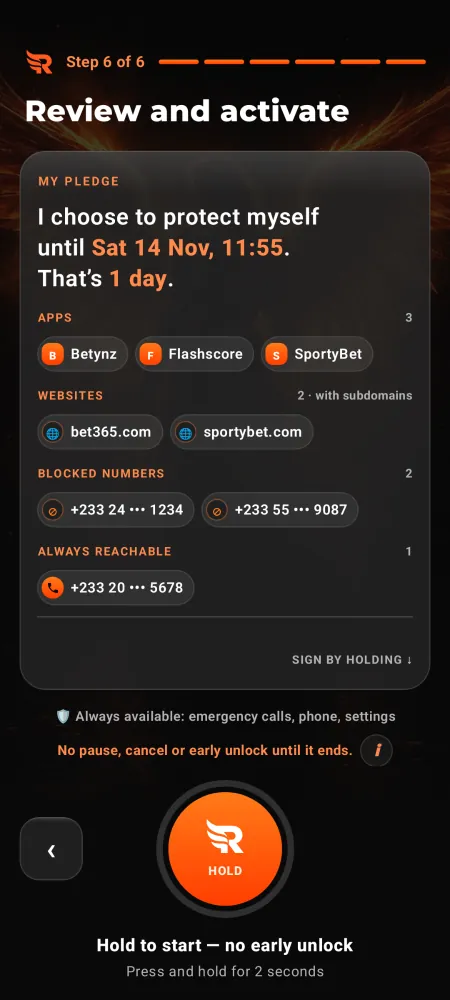 Step 6 of 6
Review and activate
MY PLEDGE
I choose to protect myself
until Sat 14 Nov, 11:55.
That’s 1 day.
APPS 3
B Betynz F Flashscore S SportyBet
WEBSITES 2 · with subdomains
bet365.com sportybet.com
BLOCKED NUMBERS 2
+233 24 ••• 1234 +233 55 ••• 9087
ALWAYS REACHABLE 1
+233 20 ••• 5678
SIGN BY HOLDING ↓
Always available: emergency calls, phone, settings
No pause, cancel or early unlock until it ends. i
HOLD
Hold to start — no early unlock
Press and hold for 2 seconds